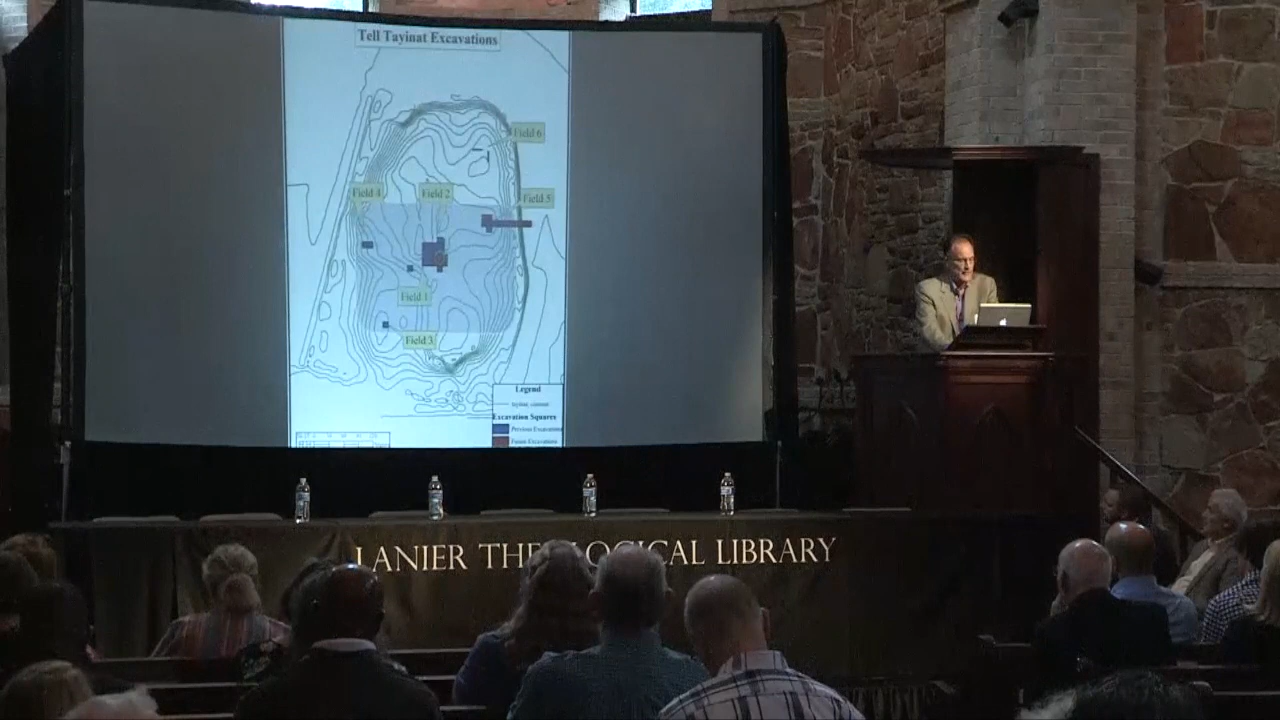 Tell Tayinat Excavations
Field 6
Field 4
Field 2
Field 5
Field 1
Field 3
Legend
Excavation Squares
Previous Excavations
Future Excavations
LANIER THEOLOGICAL LIBRARY